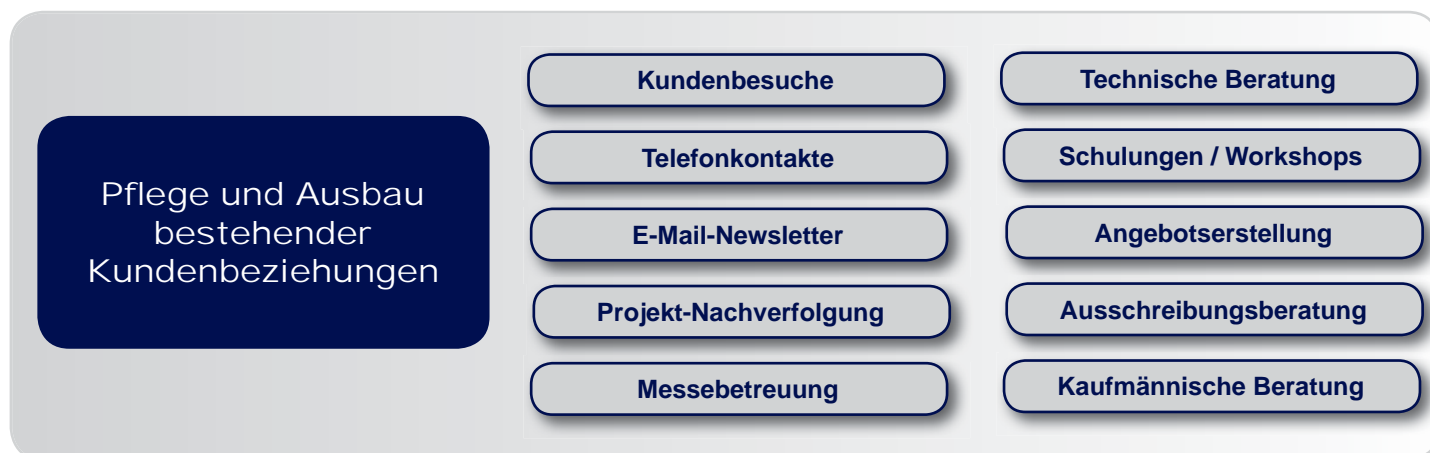 Pflege und Ausbau
bestehender
Kundenbeziehungen
Kundenbesuche
Telefonkontakte
E-Mail-Newsletter
Projekt-Nachverfolgung
Messebetreuung
Technische Beratung
Schulungen / Workshops
Angebotserstellung
Ausschreibungsberatung
Kaufmännische Beratung